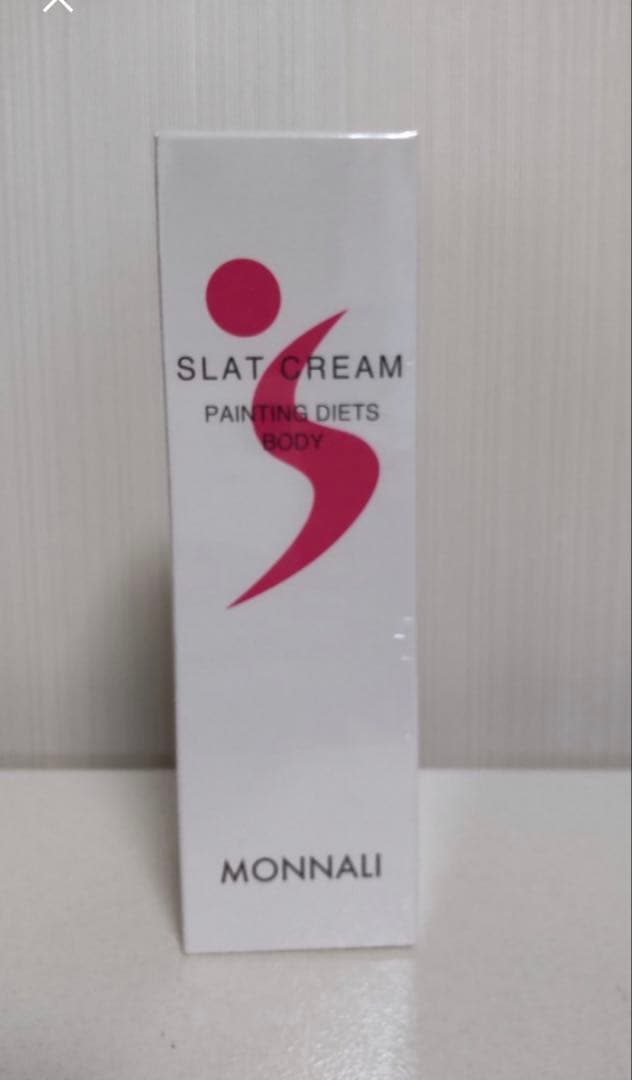 SLAT CREAM
PAINTING DIETS
BODY
MONNALI